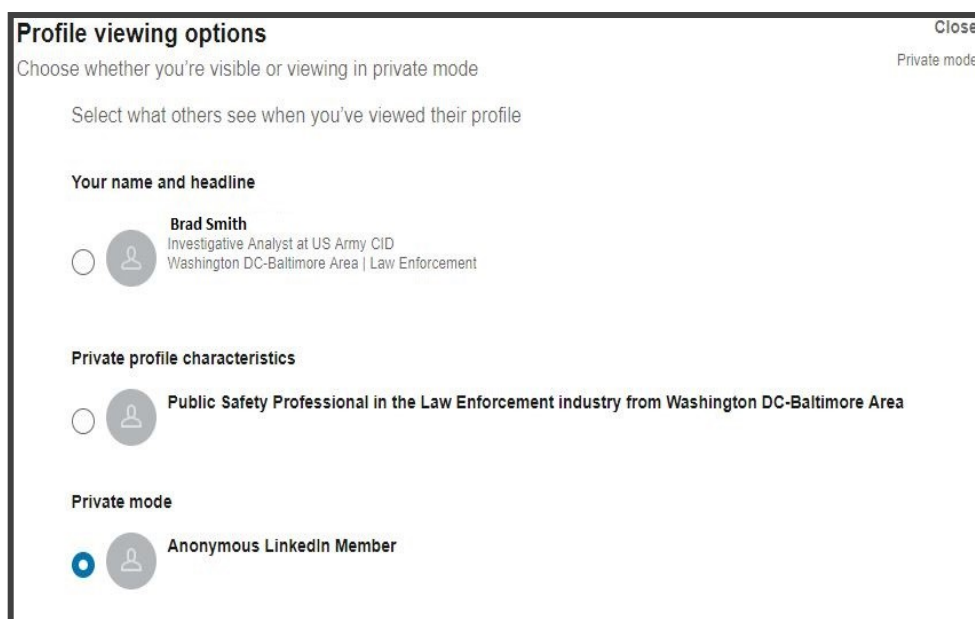 Profile viewing options
Close
Choose whether you're visible or viewing in private mode
Private mode
Select what others see when you've viewed their profile
Your name and headline
Brad Smith
Investigative Analyst at US Army CID
Washington DC-Baltimore Area | Law Enforcement
Private profile characteristics
Public Safety Professional in the Law Enforcement industry from Washington DC-Baltimore Area
Private mode
Anonymous LinkedIn Member